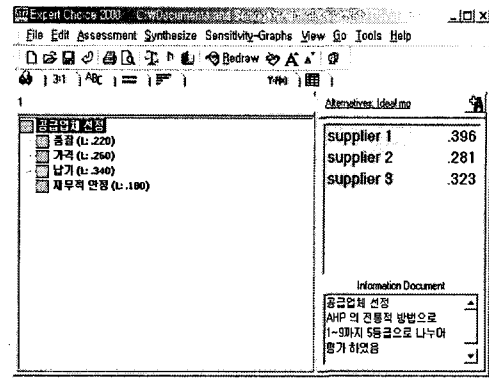 Expert Choice 2000
File Edit Assessment Synthesize Sensitivity-Graphs View Go Tools Help
Redraw
3:1 ABC
1
Alternatives: Ideal mo
공급업체 선정
품질 (L: .220)
가격 (L: .260)
납기 (L: .340)
재무적 안정 (L: .180)
supplier 1 .396
supplier 2 .281
supplier 3 .323
Information Document
공급업체 선정
AHP 의 전통적 방법으로
1~9까지 5등급으로 나누어
평가 하였음